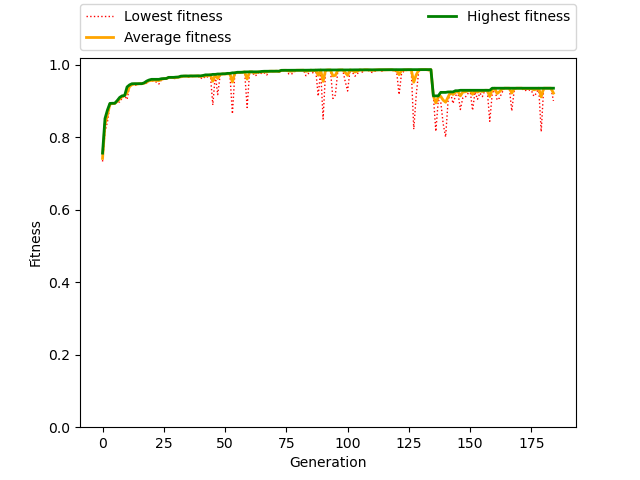 Lowest fitness
Average fitness
Highest fitness
1.0
0.8
0.6
0.4
0.2
0.0
Fitness
0 25 50 75 100 125 150 175
Generation